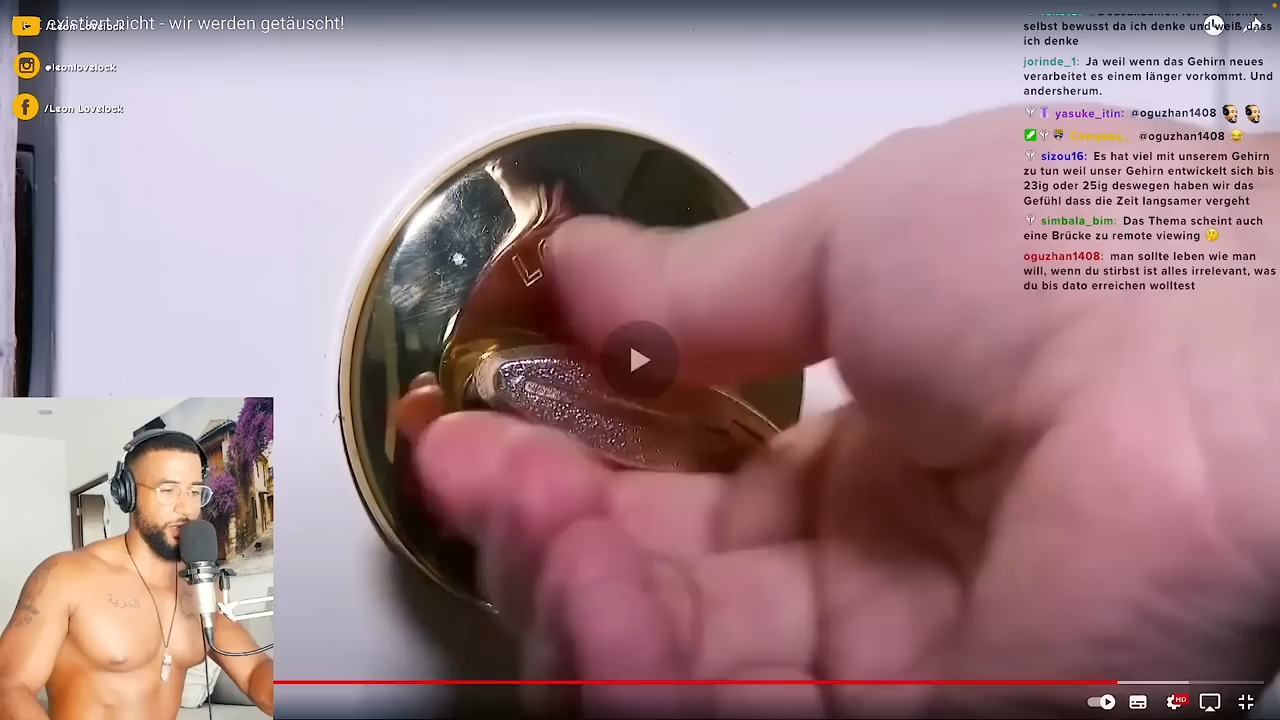 existiert nicht - wir werden getäuscht!
/Leon Lovelock
@leonlovelock
/Leon Lovelock
selbst bewusst da ich denke und weiß dass
ich denke
jorinde_1: Ja weil wenn das Gehirn neues
verarbeitet es einem länger vorkommt. Und
andersherum.
yasuke_itin: @oguzhan1408
@oguzhan1408 😂
sizou16: Es hat viel mit unserem Gehirn
zu tun weil unser Gehirn entwickelt sich bis
23ig oder 25ig deswegen haben wir das
Gefühl dass die Zeit langsamer vergeht
simbala_bim: Das Thema scheint auch
eine Brücke zu remote viewing 🤔
oguzhan1408: man sollte leben wie man
will, wenn du stirbst ist alles irrelevant, was
du bis dato erreichen wolltest
الحرية
HD